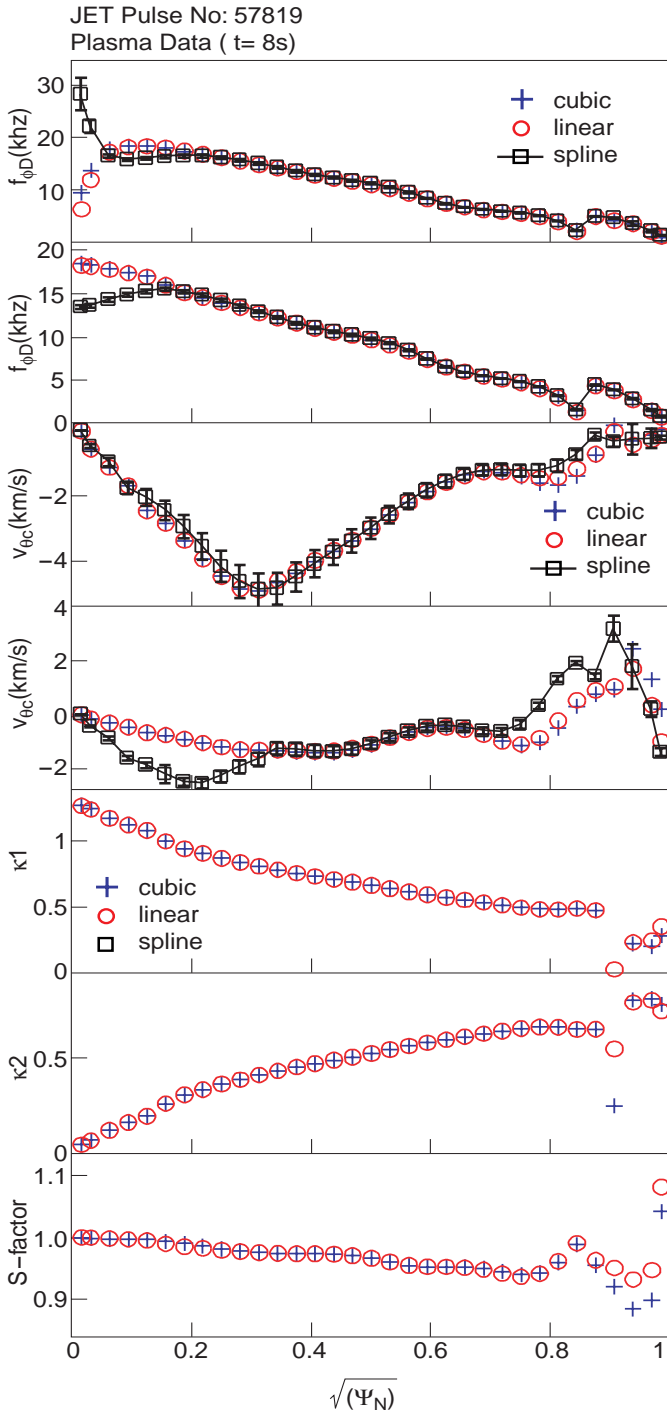 JET Pulse No: 57819
Plasma Data ( t= 8s)
f_ϕD(khz)
30
20
10
cubic
linear
spline
f_ϕD(khz)
20
15
10
5
0
v_θc(km/s)
−2
−4
cubic
linear
spline
v_θc(km/s)
4
2
0
−2
κ1
1
0.5
0
cubic
linear
spline
κ2
0.5
0
S−factor
1.1
1.0
0.9
0 0.2 0.4 0.6 0.8 1
√(Ψ_N)